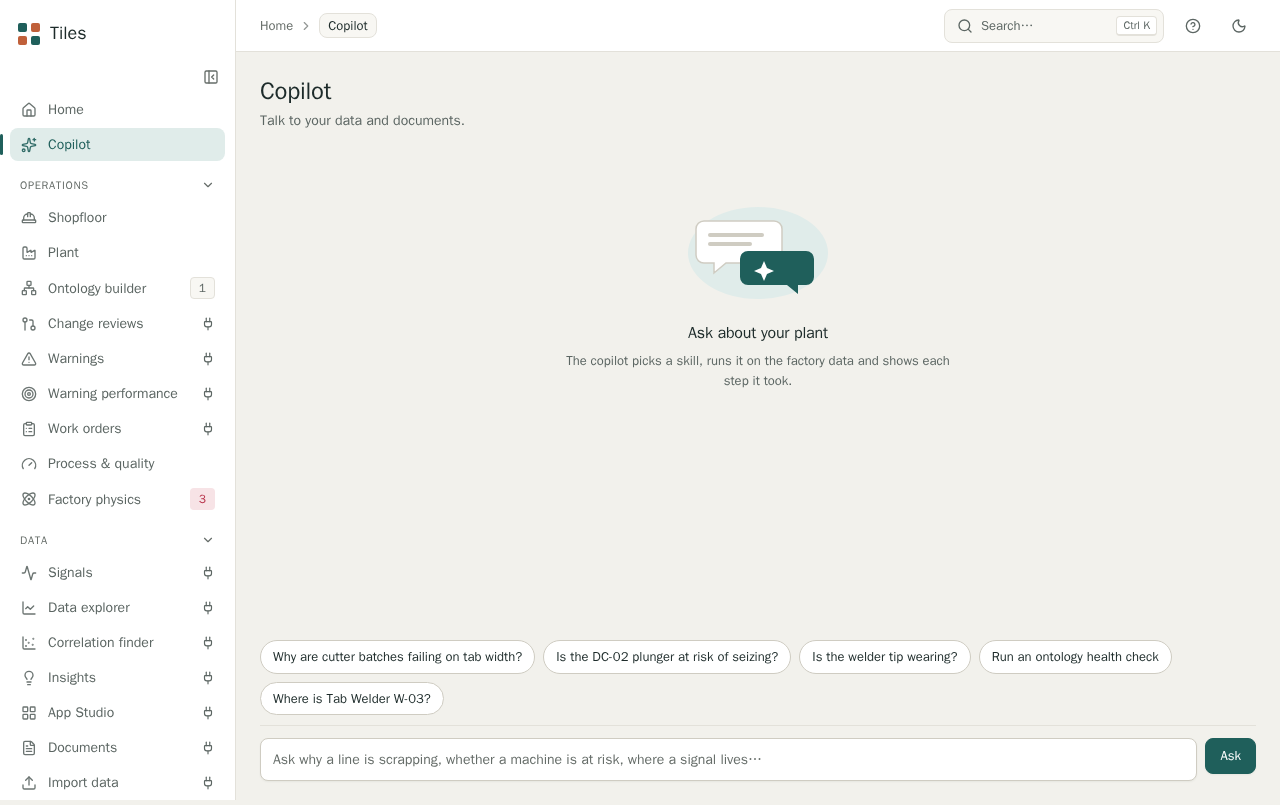 Tiles
Home
Copilot
OPERATIONS
Shopfloor
Plant
Ontology builder 1
Change reviews
Warnings
Warning performance
Work orders
Process & quality
Factory physics 3
DATA
Signals
Data explorer
Correlation finder
Insights
App Studio
Documents
Import data
Home Copilot
Search… Ctrl K
Copilot
Talk to your data and documents.
Ask about your plant
The copilot picks a skill, runs it on the factory data and shows each
step it took.
Why are cutter batches failing on tab width? Is the DC-02 plunger at risk of seizing? Is the welder tip wearing? Run an ontology health check
Where is Tab Welder W-03?
Ask why a line is scrapping, whether a machine is at risk, where a signal lives… Ask